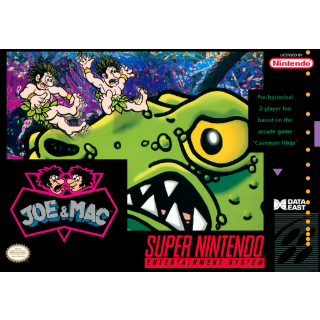 LICENSED BY
Nintendo
Pre-hysterical
2-player fun
based on the
arcade game
"Caveman Ninja"
JOE & MAC
DATA
EAST
SUPER NINTENDO
ENTERTAINMENT SYSTEM